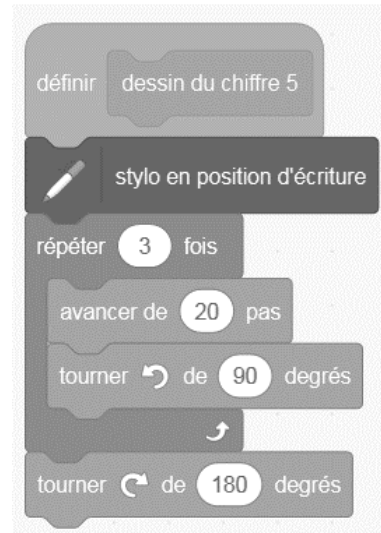 définir dessin du chiffre 5
stylo en position d'écriture
répéter 3 fois
avancer de 20 pas
tourner de 90 degrés
tourner de 180 degrés